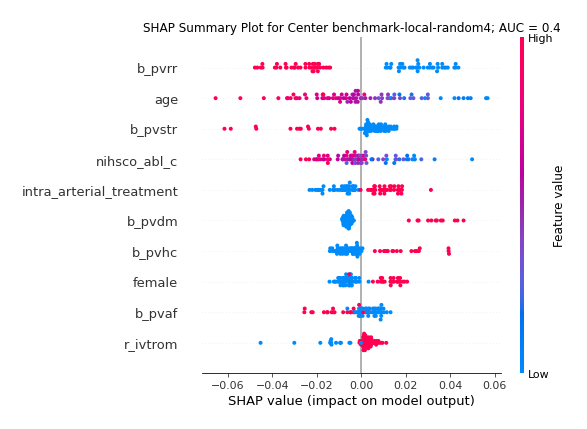 SHAP Summary Plot for Center benchmark-local-random4; AUC = 0.4
High
b_pvrr
age
b_pvstr
nihsco_abl_c
intra_arterial_treatment
b_pvdm
b_pvhc
female
b_pvaf
r_ivtrom
Feature value
Low
−0.06 −0.04 −0.02 0.00 0.02 0.04 0.06
SHAP value (impact on model output)